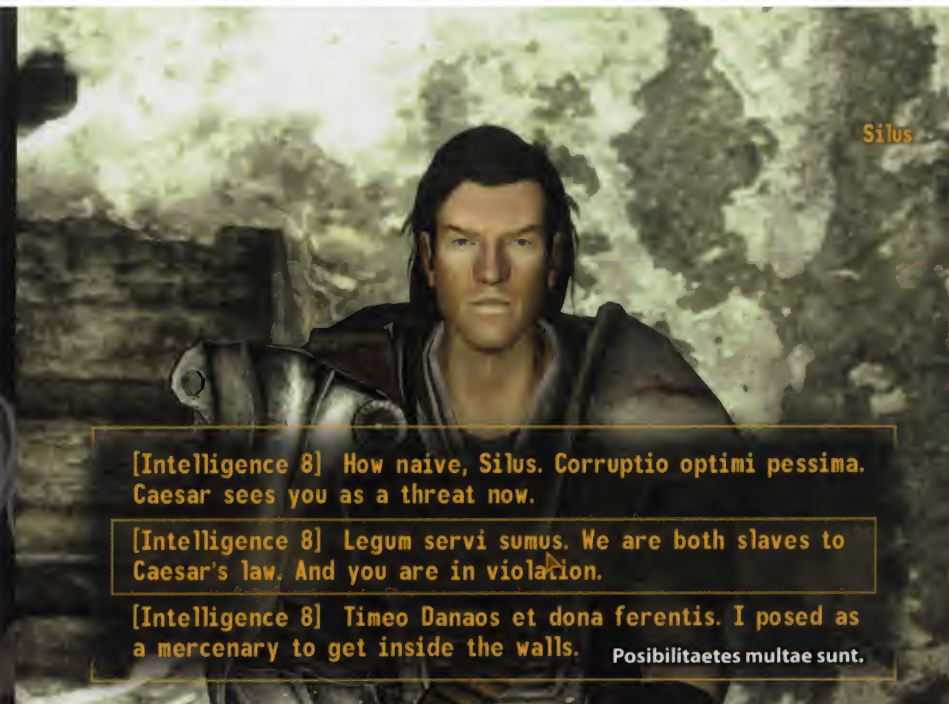 Silus
[Intelligence 8] How naive, Silus. Corruptio optimi pessima.
Caesar sees you as a threat now.
[Intelligence 8] Legum servi sumus. We are both slaves to
Caesar's law. And you are in violation.
[Intelligence 8] Timeo Danaos et dona ferentis. I posed as
a mercenary to get inside the walls.
Posibilitaetes multae sunt.